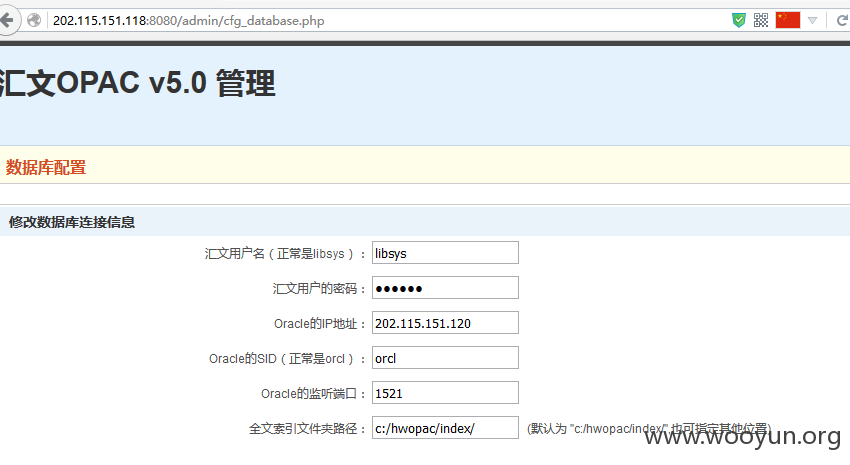 202.115.151.118:8080/admin/cfg_database.php
汇文OPAC v5.0 管理
数据库配置
修改数据库连接信息
汇文用户名（正常是libsys）： libsys
汇文用户的密码： ●●●●●●
Oracle的IP地址： 202.115.151.120
Oracle的SID（正常是orcl）： orcl
Oracle的监听端口： 1521
全文索引文件夹路径： c:/hwopac/index/ (默认为 "c:/hwopac/index/" 也可指定其他位置)
www.wooyun.org